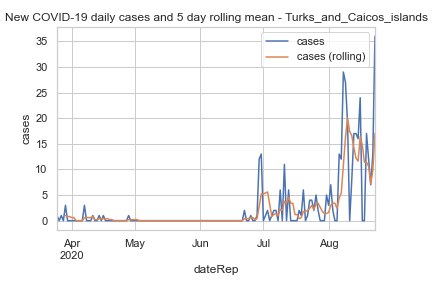 New COVID-19 daily cases and 5 day rolling mean - Turks_and_Caicos_islands
cases
cases (rolling)
35
30
25
20
15
10
5
0
cases
Apr
2020
May
Jun
Jul
Aug
dateRep